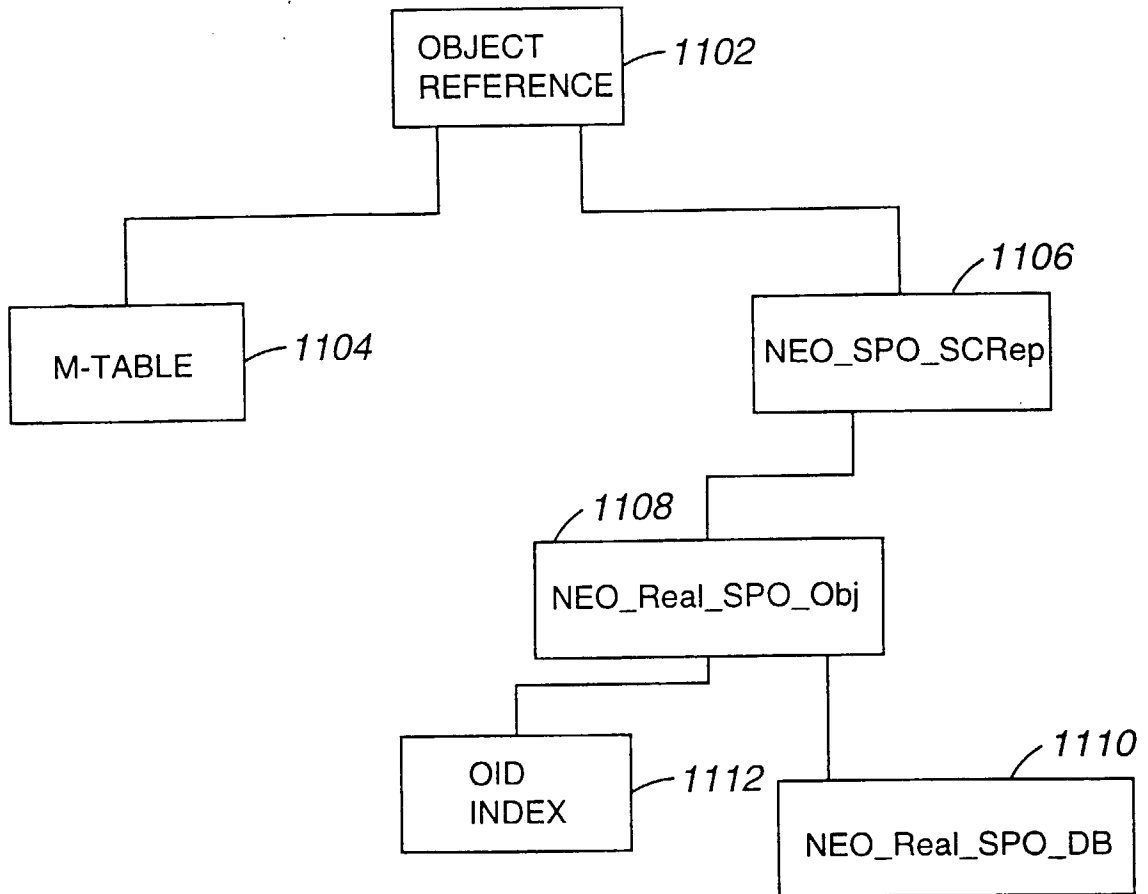 OBJECT
REFERENCE
1102
M-TABLE
1104
1106
NEO_SPO_SCRep
1108
NEO_Real_SPO_Obj
OID
INDEX
1112
1110
NEO_Real_SPO_DB